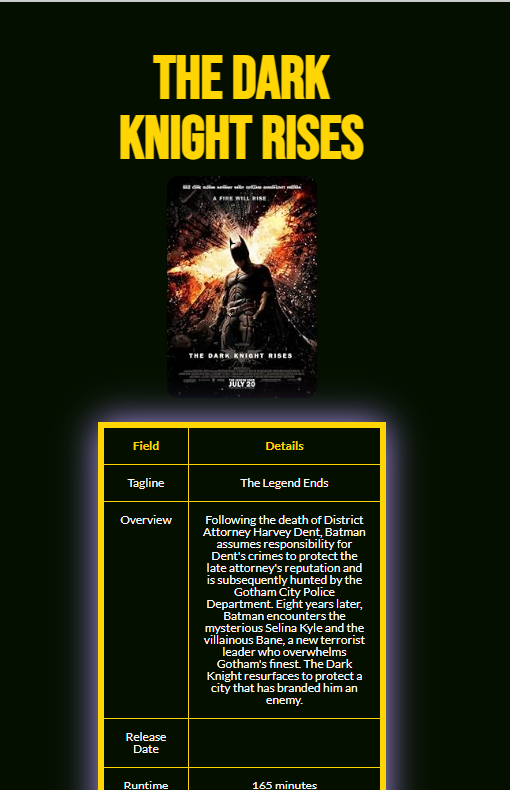 THE DARK
KNIGHT RISES
A FIRE WILL RISE
THE DARK KNIGHT RISES
JULY 20
Field Details
Tagline The Legend Ends
Overview Following the death of District
Attorney Harvey Dent, Batman
assumes responsibility for
Dent's crimes to protect the
late attorney's reputation and
is subsequently hunted by the
Gotham City Police
Department. Eight years later,
Batman encounters the
mysterious Selina Kyle and the
villainous Bane, a new terrorist
leader who overwhelms
Gotham's finest. The Dark
Knight resurfaces to protect a
city that has branded him an
enemy.
Release
Date
Runtime 165 minutes